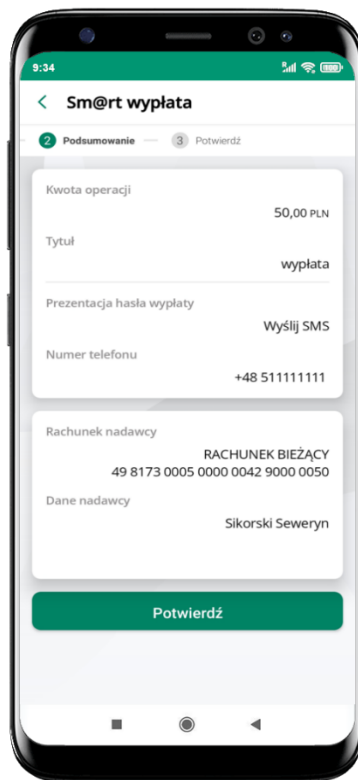 9:34
Sm@rt wypłata
2 Podsumowanie
3 Potwierdź
Kwota operacji
50,00 PLN
Tytuł
wypłata
Prezentacja hasła wypłaty
Wyślij SMS
Numer telefonu
+48 511111111
Rachunek nadawcy
RACHUNEK BIEŻĄCY
49 8173 0005 0000 0042 9000 0050
Dane nadawcy
Sikorski Seweryn
Potwierdź